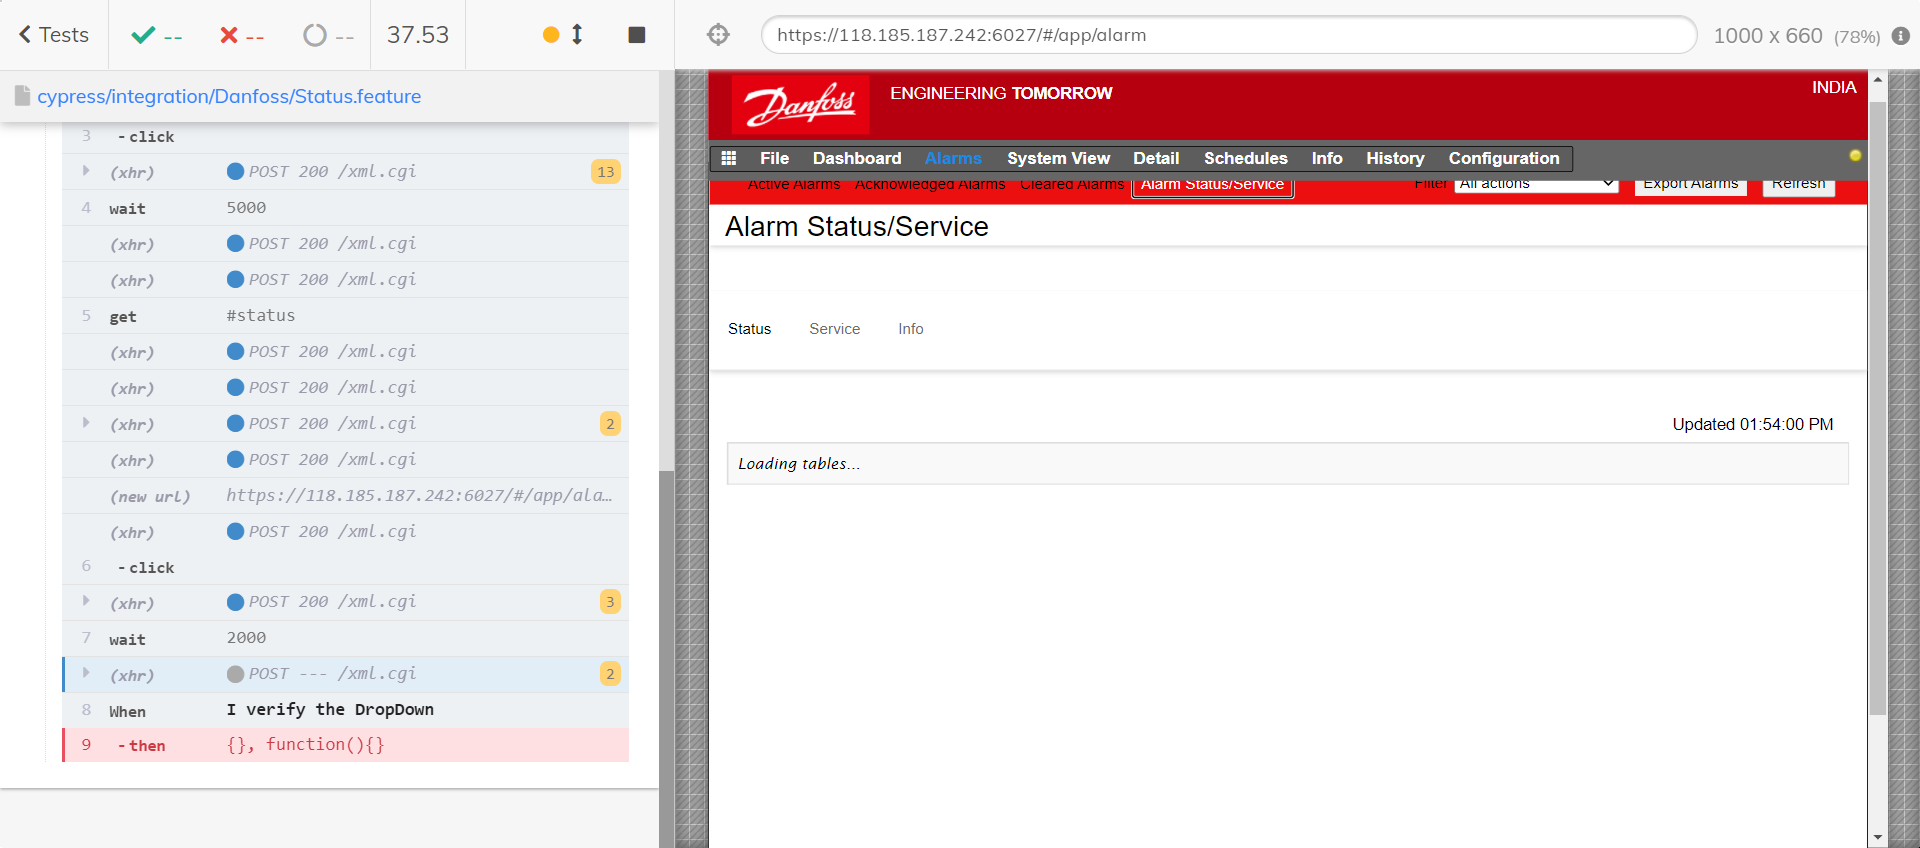 Tests
--
--
--
37.53
https://118.185.187.242:6027/#/app/alarm
1000 x 660 (78%)
cypress/integration/Danfoss/Status.feature
3 - click
(xhr) POST 200 /xml.cgi 13
4 wait 5000
(xhr) POST 200 /xml.cgi
(xhr) POST 200 /xml.cgi
5 get #status
(xhr) POST 200 /xml.cgi
(xhr) POST 200 /xml.cgi
(xhr) POST 200 /xml.cgi 2
(xhr) POST 200 /xml.cgi
(new url) https://118.185.187.242:6027/#/app/ala...
(xhr) POST 200 /xml.cgi
6 - click
(xhr) POST 200 /xml.cgi 3
7 wait 2000
(xhr) POST --- /xml.cgi 2
8 When I verify the DropDown
9 - then {}, function(){}
Danfoss
ENGINEERING TOMORROW
INDIA
File Dashboard Alarms System View Detail Schedules Info History Configuration
Active Alarms Acknowledged Alarms Cleared Alarms Alarm Status/Service Filter All actions Export Alarms Refresh
Alarm Status/Service
Status Service Info
Updated 01:54:00 PM
Loading tables...